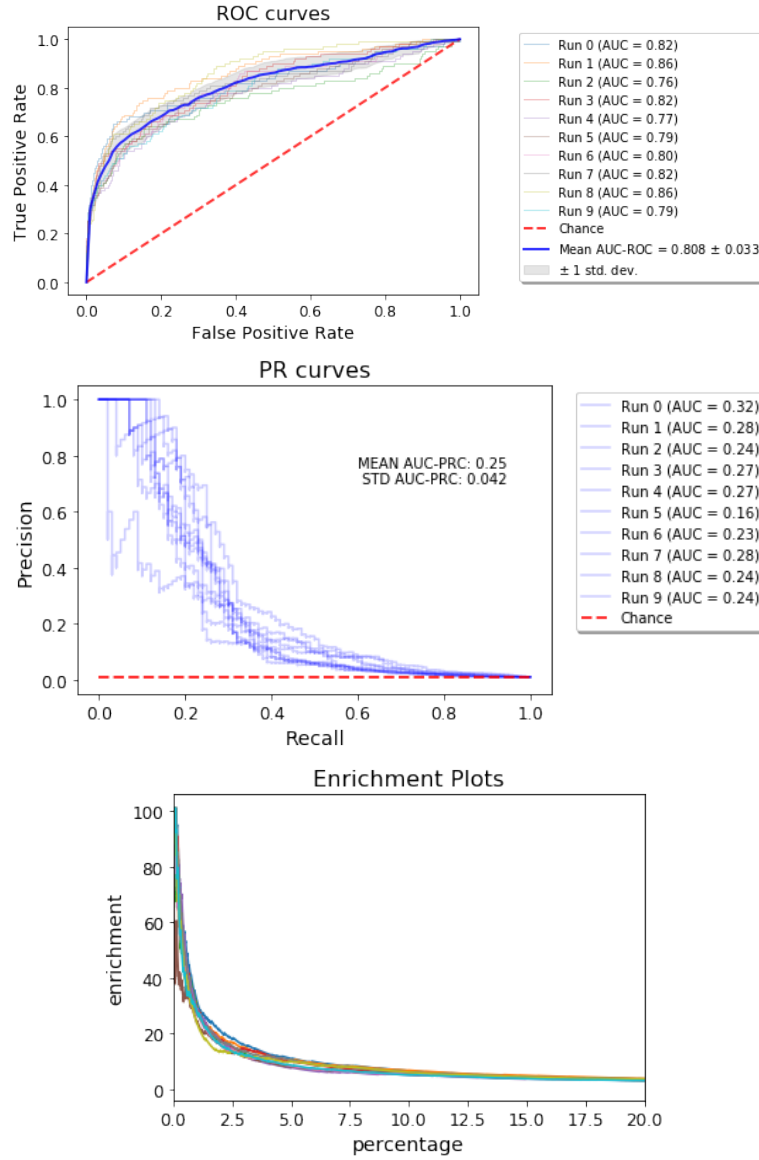 ROC curves
1.0
0.8
0.6
0.4
0.2
0.0
True Positive Rate
0.0 0.2 0.4 0.6 0.8 1.0
False Positive Rate
Run 0 (AUC = 0.82)
Run 1 (AUC = 0.86)
Run 2 (AUC = 0.76)
Run 3 (AUC = 0.82)
Run 4 (AUC = 0.77)
Run 5 (AUC = 0.79)
Run 6 (AUC = 0.80)
Run 7 (AUC = 0.82)
Run 8 (AUC = 0.86)
Run 9 (AUC = 0.79)
Chance
Mean AUC-ROC = 0.808 ± 0.033
± 1 std. dev.
PR curves
1.0
0.8
0.6
0.4
0.2
0.0
Precision
MEAN AUC-PRC: 0.25
STD AUC-PRC: 0.042
0.0 0.2 0.4 0.6 0.8 1.0
Recall
Run 0 (AUC = 0.32)
Run 1 (AUC = 0.28)
Run 2 (AUC = 0.24)
Run 3 (AUC = 0.27)
Run 4 (AUC = 0.27)
Run 5 (AUC = 0.16)
Run 6 (AUC = 0.23)
Run 7 (AUC = 0.28)
Run 8 (AUC = 0.24)
Run 9 (AUC = 0.24)
Chance
Enrichment Plots
100
80
60
40
20
0
enrichment
0.0 2.5 5.0 7.5 10.0 12.5 15.0 17.5 20.0
percentage